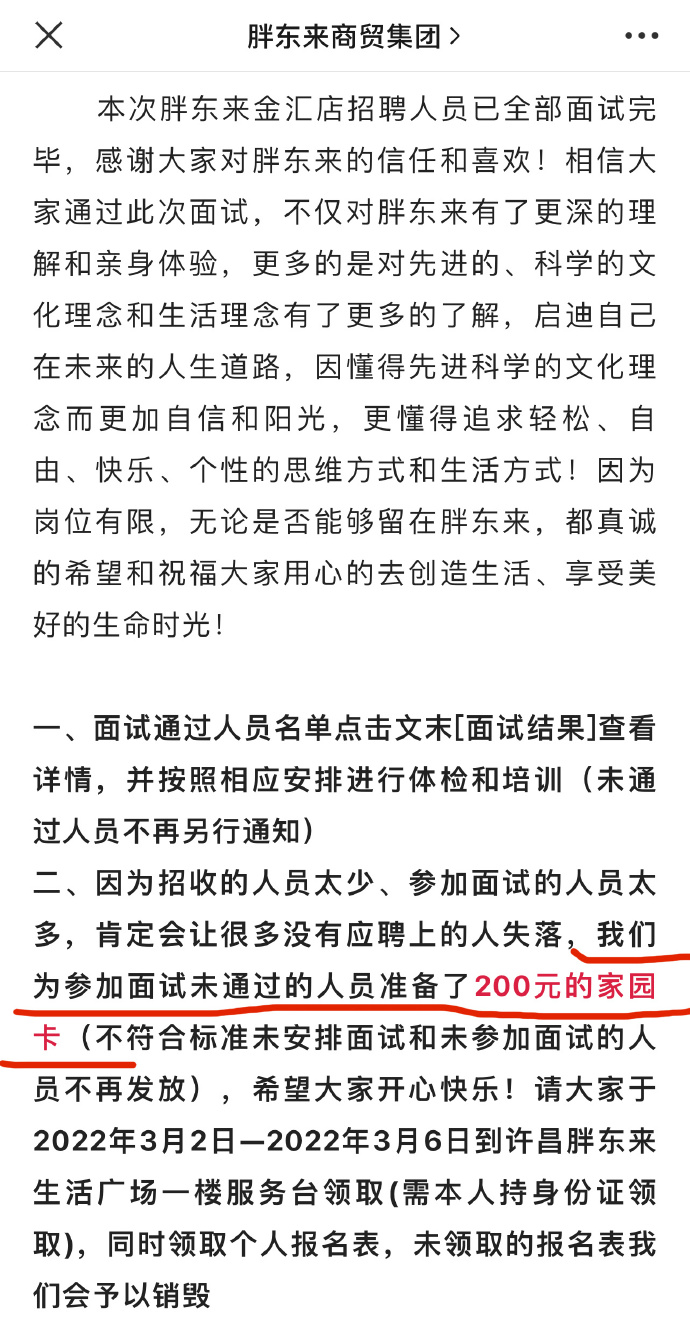 胖东来商贸集团
本次胖东来金汇店招聘人员已全部面试完
毕，感谢大家对胖东来的信任和喜欢！相信大
家通过此次面试，不仅对胖东来有了更深的理
解和亲身体验，更多的是对先进的、科学的文
化理念和生活理念有了更多的了解，启迪自己
在未来的人生道路，因懂得先进科学的文化理
念而更加自信和阳光，更懂得追求轻松、自
由、快乐、个性的思维方式和生活方式！因为
岗位有限，无论是否能够留在胖东来，都真诚
的希望和祝福大家用心的去创造生活、享受美
好的生命时光！
一、面试通过人员名单点击文末[面试结果]查看
详情，并按照相应安排进行体检和培训（未通
过人员不再另行通知）
二、因为招收的人员太少、参加面试的人员太
多，肯定会让很多没有应聘上的人失落，我们
为参加面试未通过的人员准备了200元的家园
卡（不符合标准未安排面试和未参加面试的人
员不再发放），希望大家开心快乐！请大家于
2022年3月2日—2022年3月6日到许昌胖东来
生活广场一楼服务台领取(需本人持身份证领
取)，同时领取个人报名表，未领取的报名表我
们会予以销毁